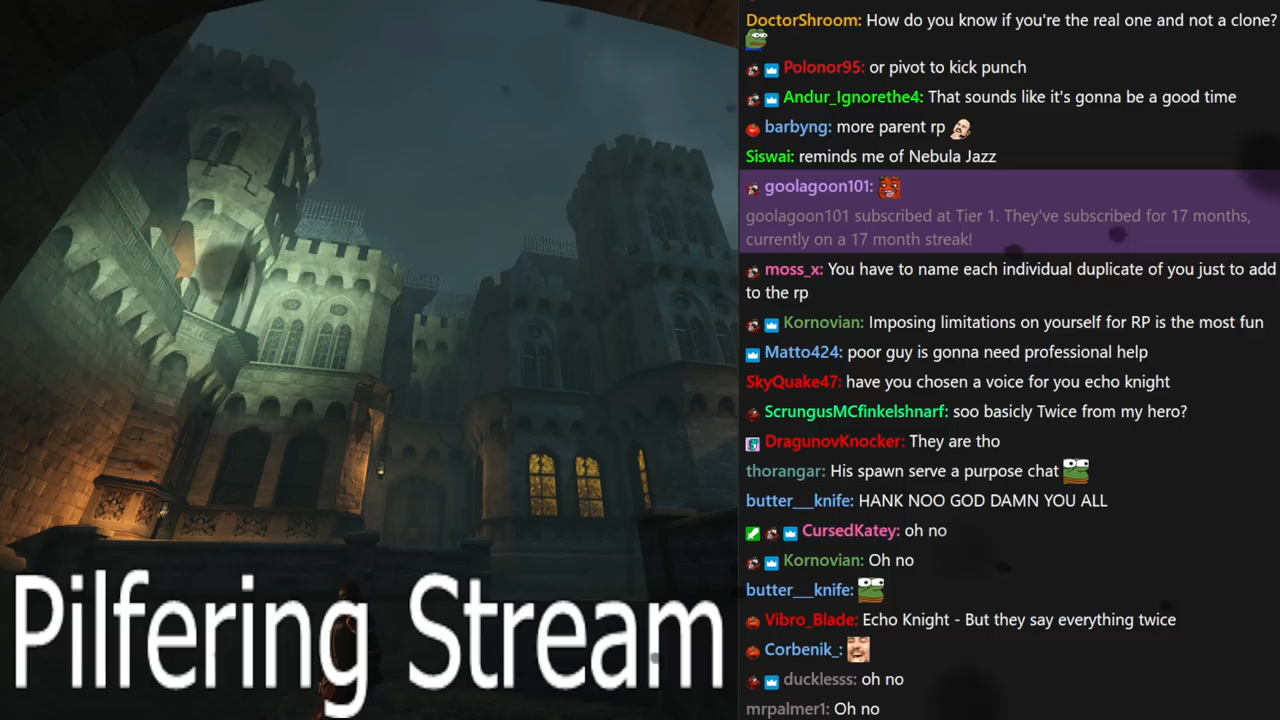 DoctorShroom: How do you know if you're the real one and not a clone?
Polonor95: or pivot to kick punch
Andur_Ignorethe4: That sounds like it's gonna be a good time
barbyng: more parent rp
Siswai: reminds me of Nebula Jazz
goolagoon101:
goolagoon101 subscribed at Tier 1. They've subscribed for 17 months,
currently on a 17 month streak!
moss_x: You have to name each individual duplicate of you just to add
to the rp
Kornovian: Imposing limitations on yourself for RP is the most fun
Matto424: poor guy is gonna need professional help
SkyQuake47: have you chosen a voice for you echo knight
ScrungusMCfinkelshnarf: soo basicly Twice from my hero?
DragunovKnocker: They are tho
thorangar: His spawn serve a purpose chat
butter__knife: HANK NOO GOD DAMN YOU ALL
CursedKatey: oh no
Kornovian: Oh no
butter__knife:
Vibro_Blade: Echo Knight - But they say everything twice
Corbenik_:
ducklesss: oh no
mrpalmer1: Oh no
Pilfering Stream